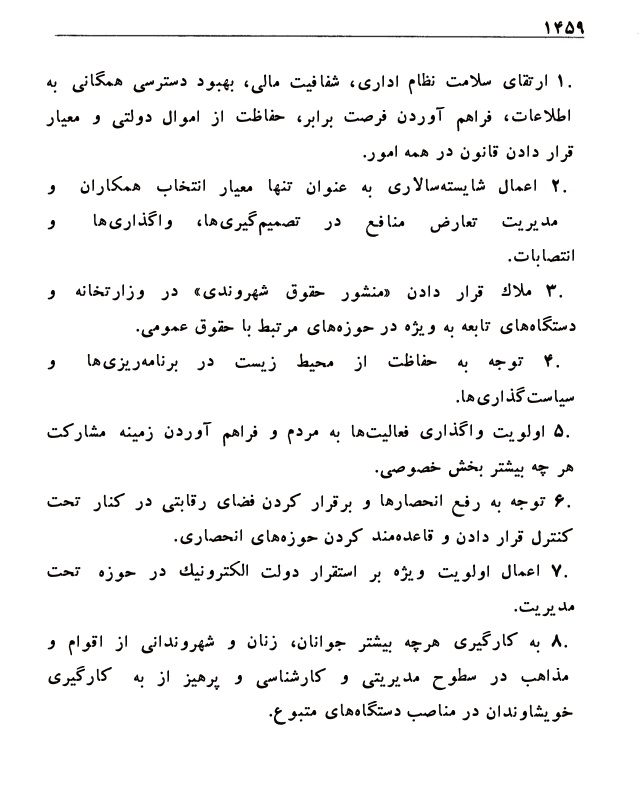 ۱۴۵۹
۱. ارتقای سلامت نظام اداری، شفافیت مالی، بهبود دسترسی همگانی به
اطلاعات، فراهم آوردن فرصت برابر، حفاظت از اموال دولتی و معیار
قرار دادن قانون در همه امور.
۲. اعمال شایسته‌سالاری به عنوان تنها معیار انتخاب همکاران و
مدیریت تعارض منافع در تصمیم‌گیری‌ها، واگذاری‌ها و
انتصابات.
۳. ملاك قرار دادن «منشور حقوق شهروندی» در وزارتخانه و
دستگاه‌های تابعه به ویژه در حوزه‌های مرتبط با حقوق عمومی.
۴. توجه به حفاظت از محیط زیست در برنامه‌ریزی‌ها و
سیاست‌گذاری‌ها.
۵. اولویت واگذاری فعالیت‌ها به مردم و فراهم آوردن زمینه مشارکت
هر چه بیشتر بخش خصوصی.
۶. توجه به رفع انحصارها و برقرار کردن فضای رقابتی در کنار تحت
کنترل قرار دادن و قاعده‌مند کردن حوزه‌های انحصاری.
۷. اعمال اولویت ویژه بر استقرار دولت الکترونیك در حوزه تحت
مدیریت.
۸. به کارگیری هرچه بیشتر جوانان، زنان و شهروندانی از اقوام و
مذاهب در سطوح مدیریتی و کارشناسی و پرهیز از به کارگیری
خویشاوندان در مناصب دستگاه‌های متبوع.